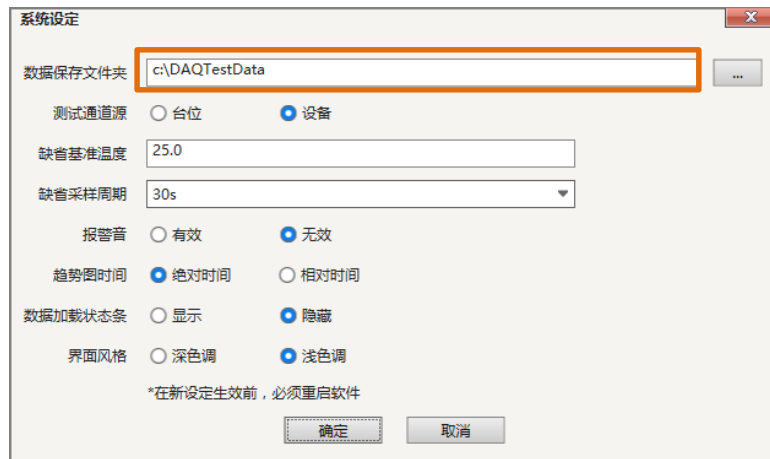 系统设定
数据保存文件夹 c:\DAQTestData ...
测试通道源 台位 设备
缺省基准温度 25.0
缺省采样周期 30s
报警音 有效 无效
趋势图时间 绝对时间 相对时间
数据加载状态条 显示 隐藏
界面风格 深色调 浅色调
*在新设定生效前，必须重启软件
确定 取消